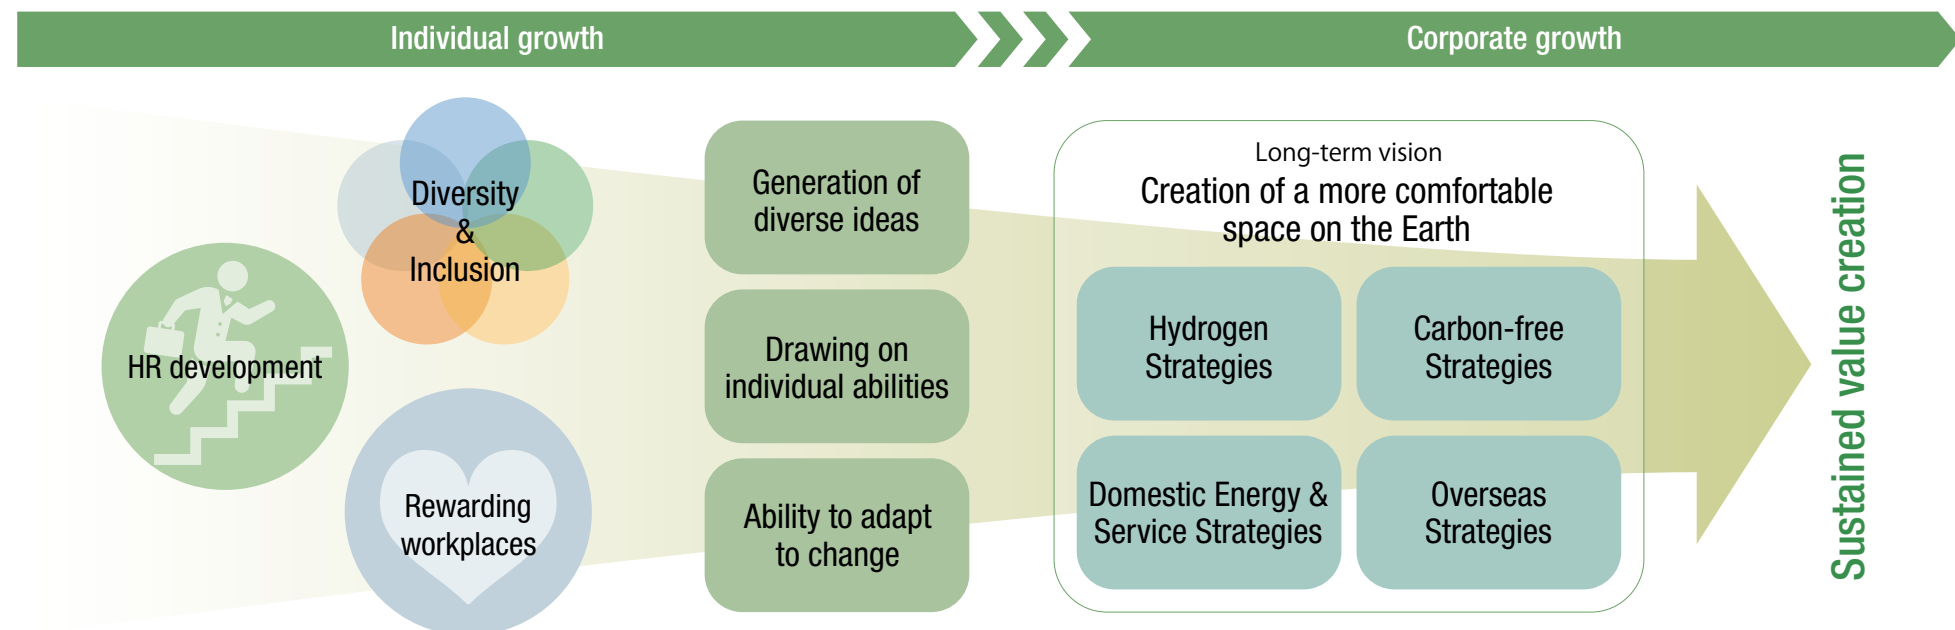 Individual growth
Corporate growth
HR development
Diversity
&
Inclusion
Rewarding
workplaces
Generation of
diverse ideas
Drawing on
individual abilities
Ability to adapt
to change
Long-term vision
Creation of a more comfortable
space on the Earth
Hydrogen
Strategies
Carbon-free
Strategies
Domestic Energy &
Service Strategies
Overseas
Strategies
Sustained value creation